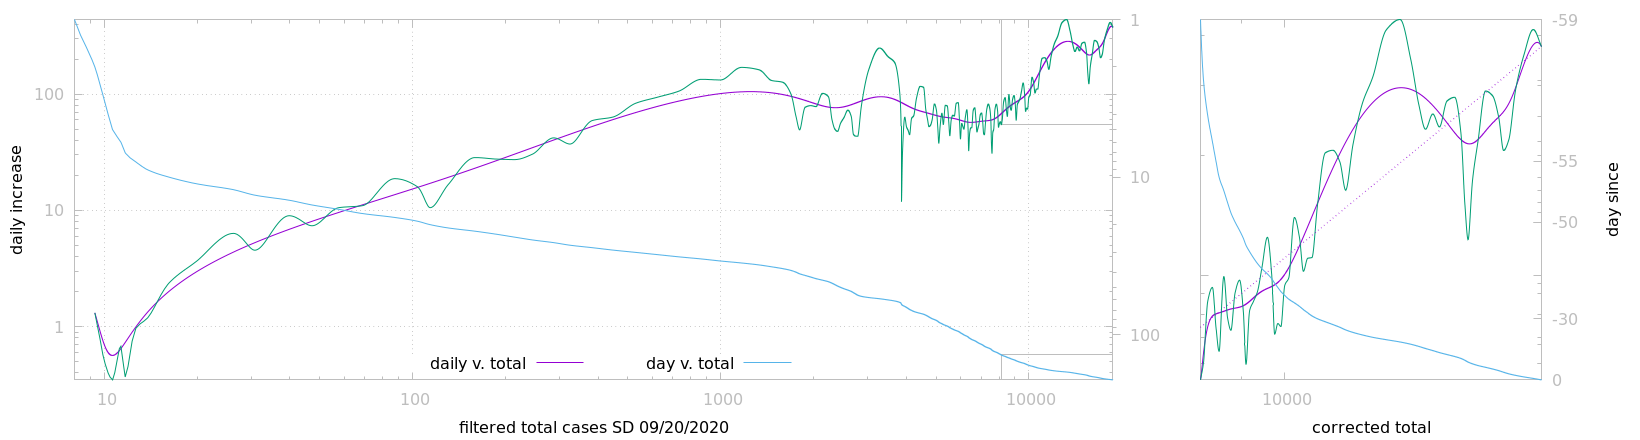 daily increase
100
10
1
daily v. total
day v. total
10
100
1000
10000
filtered total cases SD 09/20/2020
1
10
100
10000
corrected total
-59
-55
-50
-30
0
day since